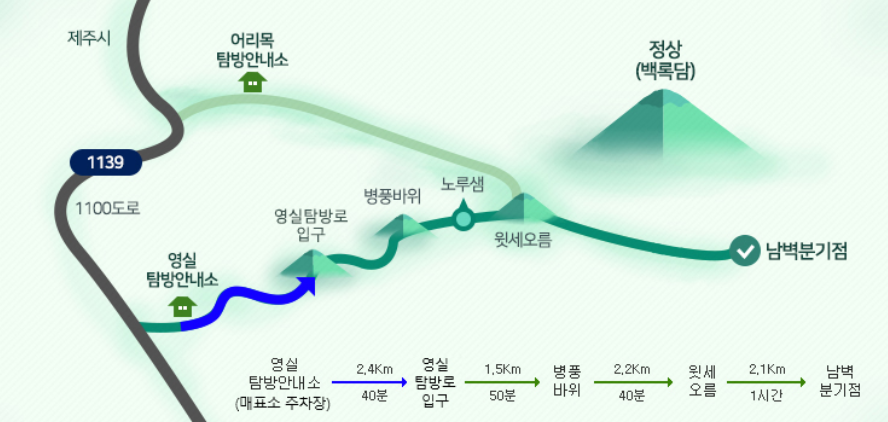 제주시
어리목
탐방안내소
정상
(백록담)
1139
1100도로
영실탐방로
입구
병풍바위
노루샘
윗세오름
남벽분기점
영실
탐방안내소
영실
탐방안내소
(매표소 주차장)
2,4Km
40분
영실
탐방로
입구
1,5Km
50분
병풍
바위
2,2Km
40분
윗세
오름
2,1Km
1시간
남벽
분기점